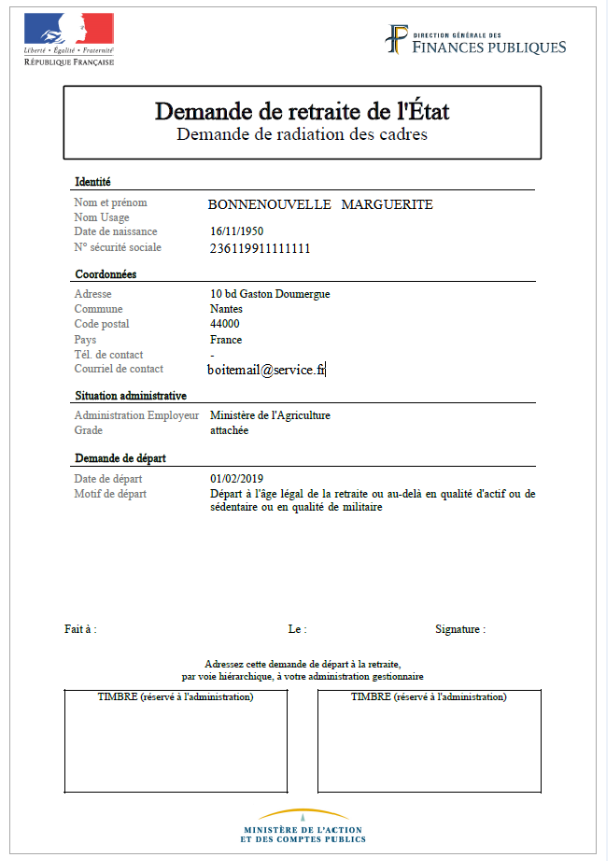 Liberté • Égalité • Fraternité
RÉPUBLIQUE FRANÇAISE
DIRECTION GÉNÉRALE DES
FINANCES PUBLIQUES
Demande de retraite de l'État
Demande de radiation des cadres
Identité
Nom et prénom BONNENOUVELLE MARGUERITE
Nom Usage
Date de naissance 16/11/1950
N° sécurité sociale 236119911111111
Coordonnées
Adresse 10 bd Gaston Doumergue
Commune Nantes
Code postal 44000
Pays France
Tél. de contact -
Courriel de contact boitemail@service.fr
Situation administrative
Administration Employeur Ministère de l'Agriculture
Grade attachée
Demande de départ
Date de départ 01/02/2019
Motif de départ Départ à l'âge légal de la retraite ou au-delà en qualité d'actif ou de
sédentaire ou en qualité de militaire
Fait à : Le : Signature :
Adressez cette demande de départ à la retraite,
par voie hiérarchique, à votre administration gestionnaire
TIMBRE (réservé à l'administration) TIMBRE (réservé à l'administration)
MINISTÈRE DE L'ACTION
ET DES COMPTES PUBLICS